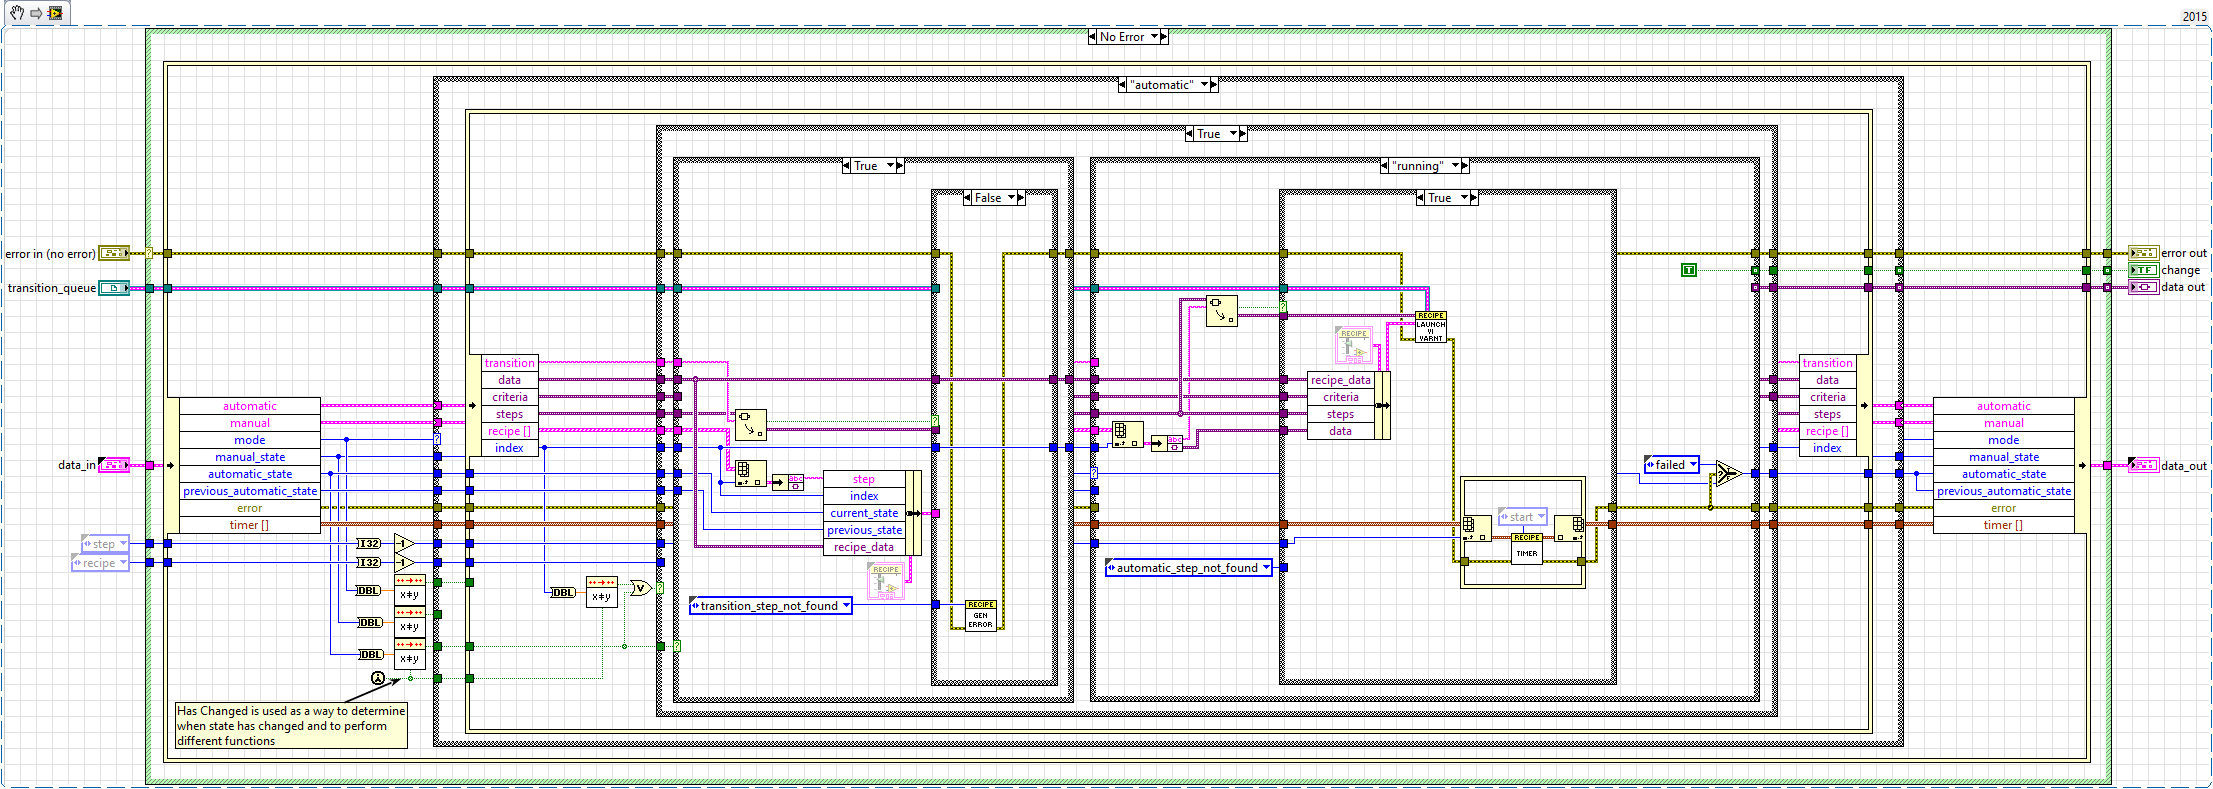 2015
No Error
"automatic"
True
True
"running"
False
True
error in (no error)
transition_queue
data_in
step
recipe
automatic
manual
mode
manual_state
automatic_state
previous_automatic_state
error
timer []
I32
-1
I32
-1
DBL
x≠y
DBL
x≠y
DBL
x≠y
Has Changed is used as a way to determine
when state has changed and to perform
different functions
transition
data
criteria
steps
recipe []
index
DBL
x≠y
V
abc
step
index
current_state
previous_state
recipe_data
RECIPE
transition_step_not_found
RECIPE
GEN
ERROR
abc
automatic_step_not_found
RECIPE
recipe_data
criteria
steps
data
RECIPE
LAUNCH
VI
VARNT
start
RECIPE
TIMER
failed
T
transition
data
criteria
steps
recipe []
index
automatic
manual
mode
manual_state
automatic_state
previous_automatic_state
error
timer []
error out
TF
change
data out
data_out